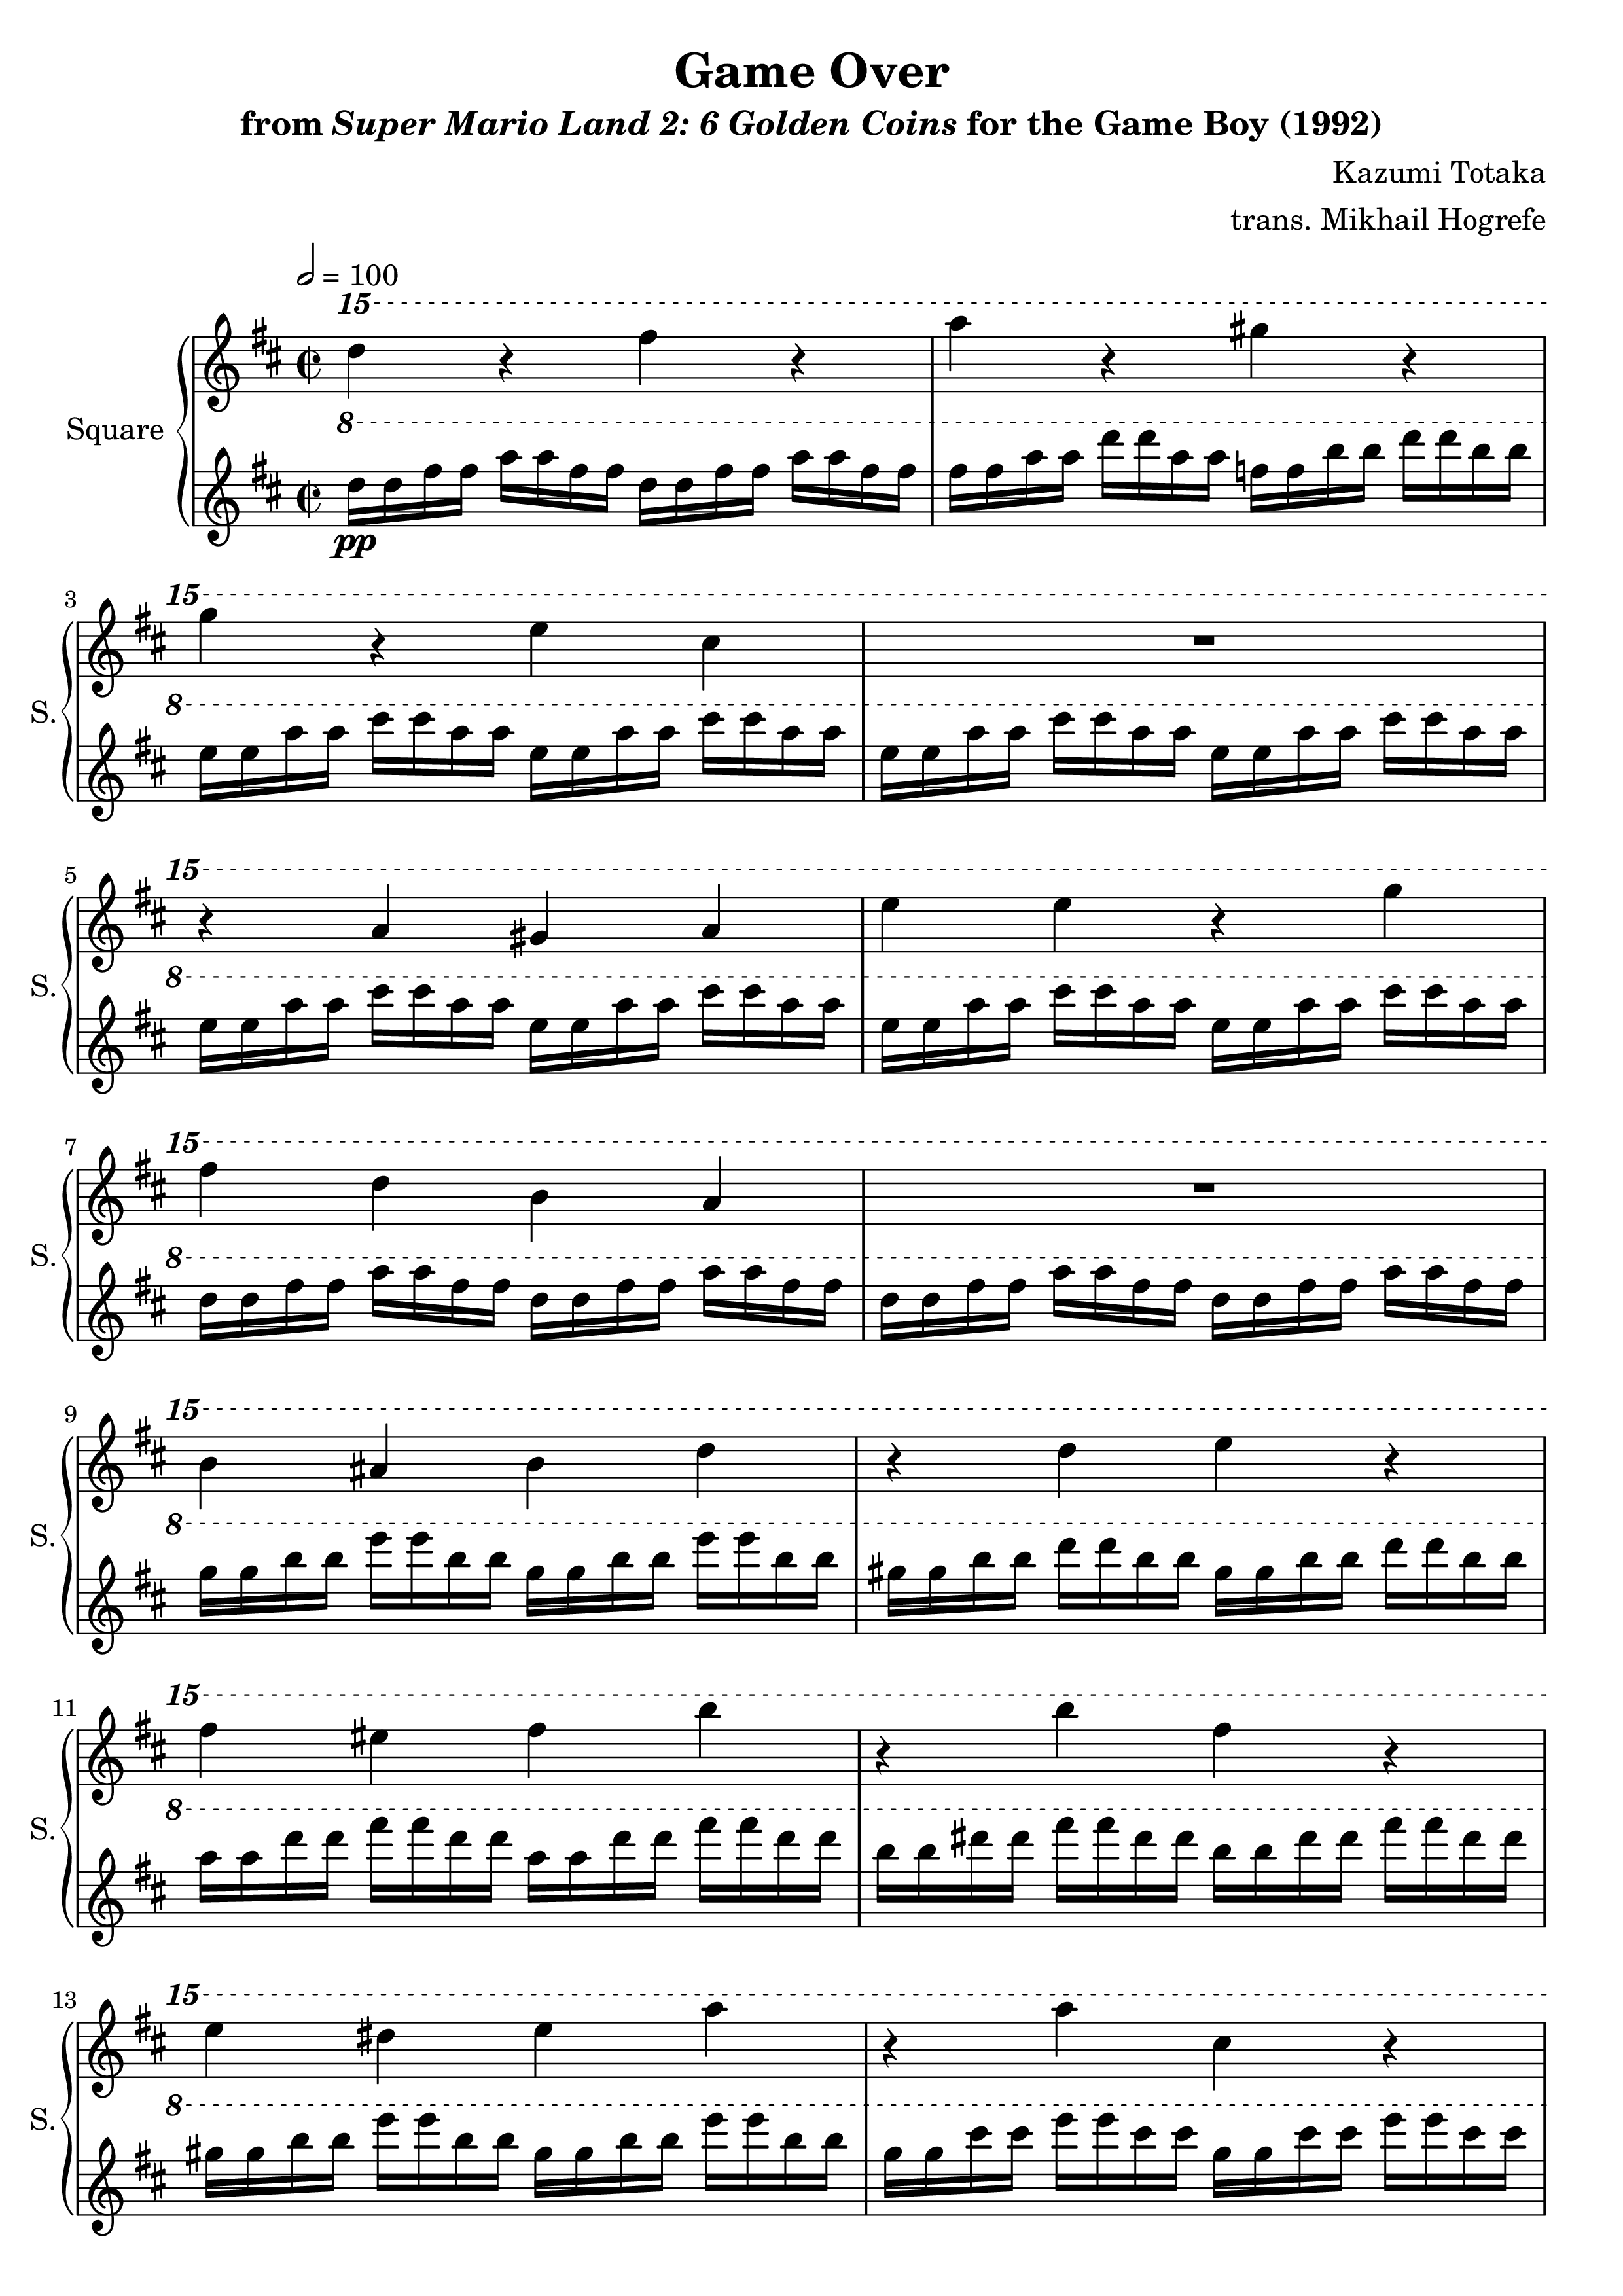 Game Over
from Super Mario Land 2: 6 Golden Coins for the Game Boy (1992)
Kazumi Totaka
trans. Mikhail Hogrefe
= 100
15
Square
8
pp
3
15
S.
8
5
15
S.
8
7
15
S.
8
9
15
S.
8
11
15
S.
8
13
15
S.
8